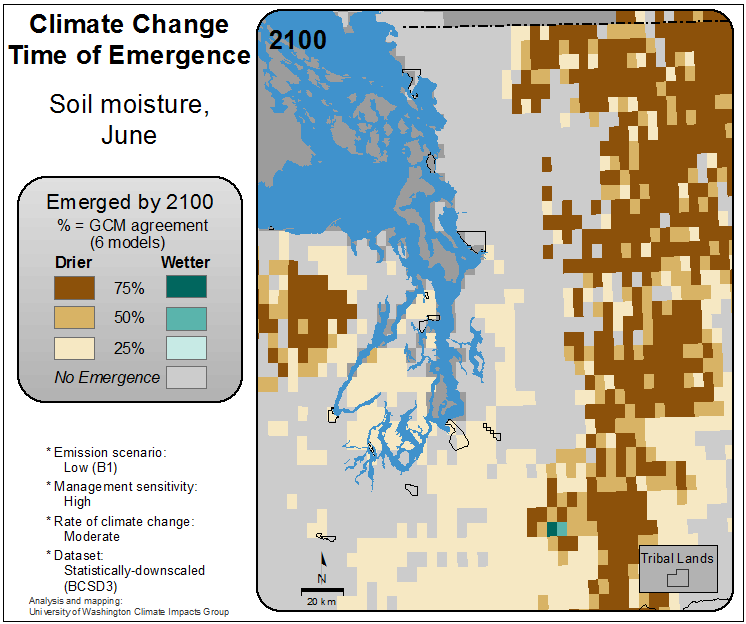 Climate Change
Time of Emergence
Soil moisture,
June
Emerged by 2100
% = GCM agreement
(6 models)
Drier Wetter
75%
50%
25%
No Emergence
* Emission scenario:
Low (B1)
* Management sensitivity:
High
* Rate of climate change:
Moderate
* Dataset:
Statistically-downscaled
(BCSD3)
Analysis and mapping:
University of Washington Climate Impacts Group
2100
N
20 km
Tribal Lands